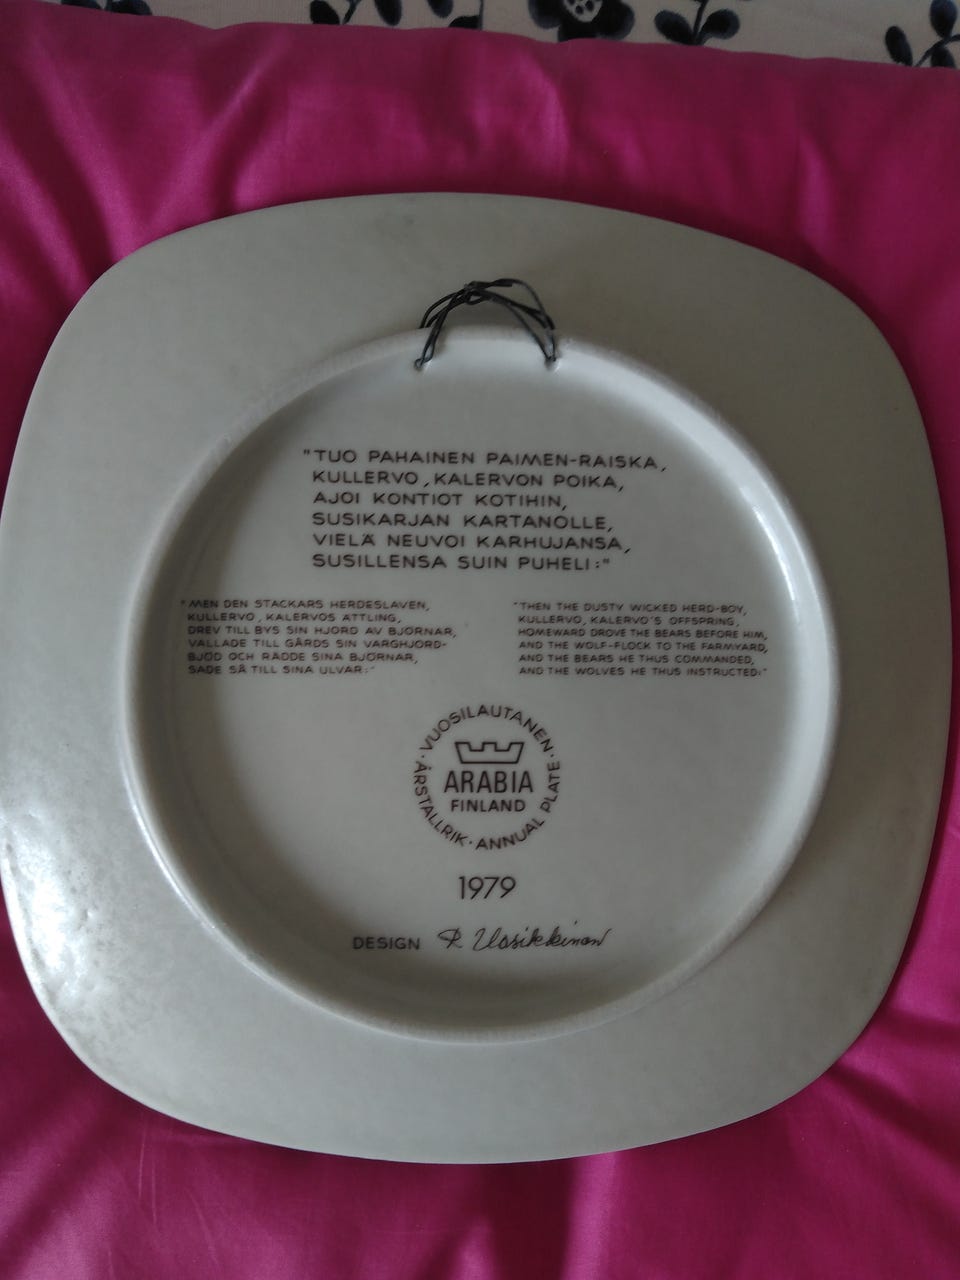 "TUO PAHAINEN PAIMEN-RAISKA,
KULLERVO, KALERVON POIKA,
AJOI KONTIOT KOTIHIN,
SUSIKARJAN KARTANOLLE,
VIELÄ NEUVOI KARHUJANSA,
SUSILLENSA SUIN PUHELI:"
"MEN DEN STACKARS HERDESLAVEN,
KULLERVO, KALERVOS ÄTTLING,
DREV TILL BYS SIN HJORD AV BJÖRNAR,
VALLADE TILL GÅRDS SIN VARGHJORD-
BJÖD OCH RÅDDE SINA BJÖRNAR,
SADE SÅ TILL SINA ULVAR:"
"THEN THE DUSTY WICKED HERD-BOY,
KULLERVO, KALERVO'S OFFSPRING,
HOMEWARD DROVE THE BEARS BEFORE HIM,
AND THE WOLF-FLOCK TO THE FARMYARD,
AND THE BEARS HE THUS COMMANDED,
AND THE WOLVES HE THUS INSTRUCTED:"
· VUOSILAUTANEN · ANNUAL PLATE · ÅRSTALLRIK
ARABIA
FINLAND
1979
DESIGN R. Uosikkinen